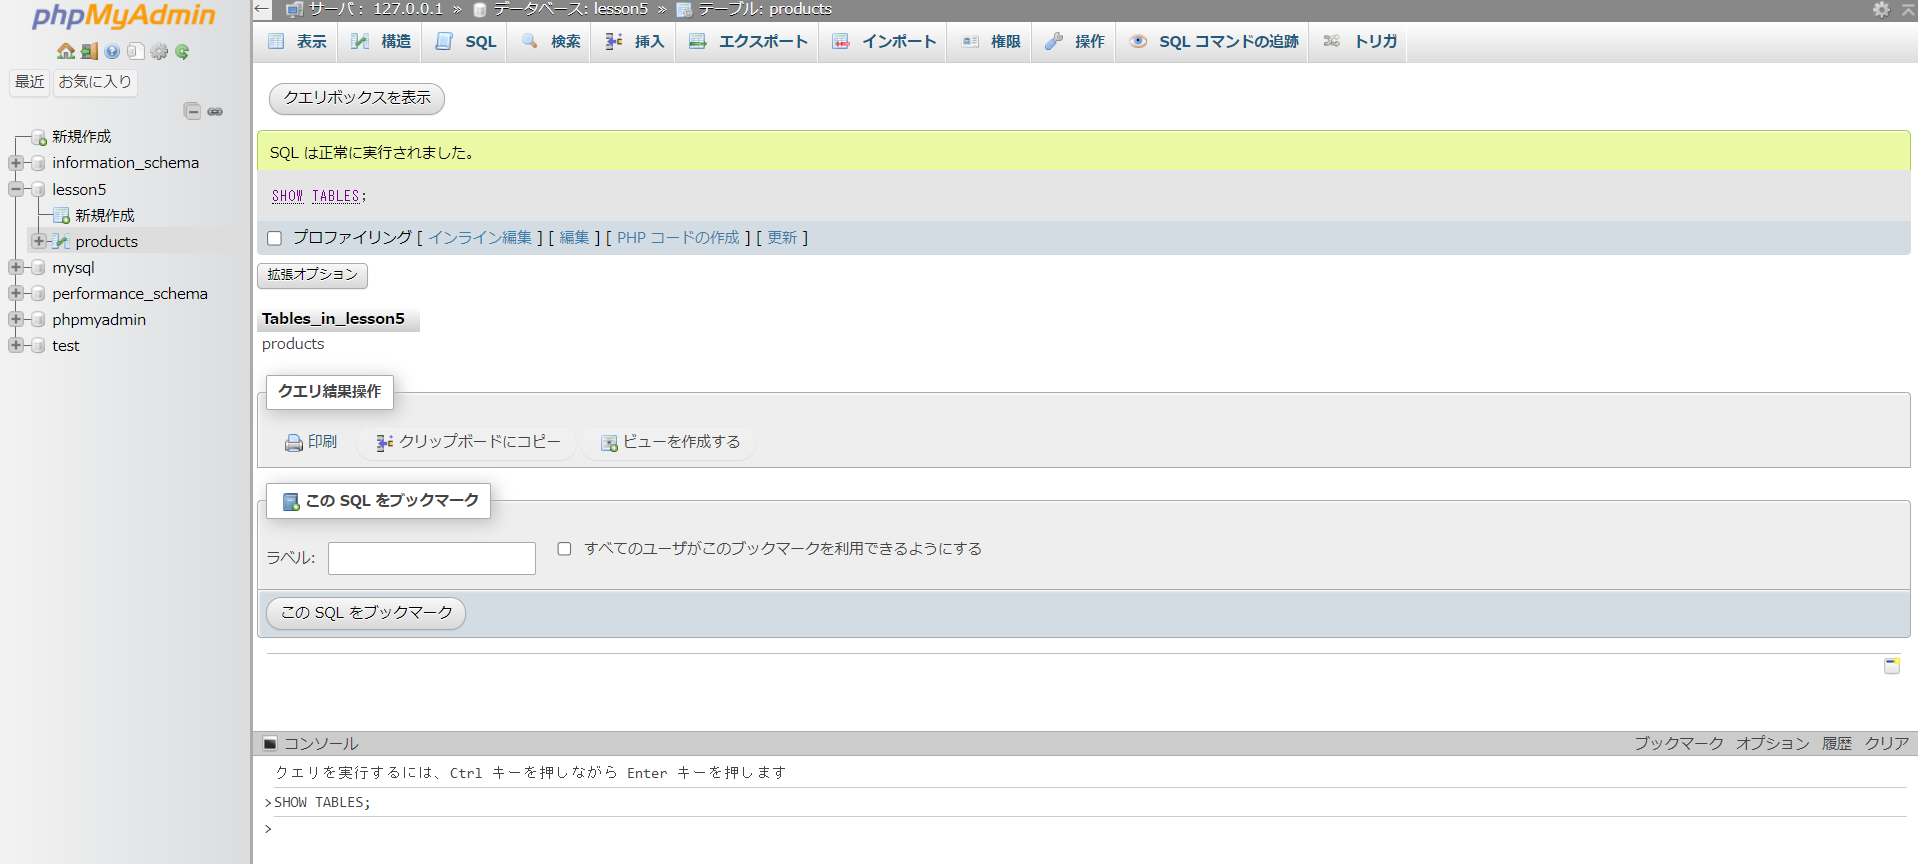 phpMyAdmin
最近 お気に入り
新規作成
information_schema
lesson5
新規作成
products
mysql
performance_schema
phpmyadmin
test
← サーバ: 127.0.0.1 » データベース: lesson5 » テーブル: products
表示 構造 SQL 検索 挿入 エクスポート インポート 権限 操作 SQL コマンドの追跡 トリガ
クエリボックスを表示
SQL は正常に実行されました。
SHOW TABLES;
プロファイリング [ インライン編集 ] [ 編集 ] [ PHP コードの作成 ] [ 更新 ]
拡張オプション
Tables_in_lesson5
products
クエリ結果操作
印刷 クリップボードにコピー ビューを作成する
この SQL をブックマーク
ラベル: すべてのユーザがこのブックマークを利用できるようにする
この SQL をブックマーク
コンソール ブックマーク オプション 履歴 クリア
クエリを実行するには、Ctrl キーを押しながら Enter キーを押します
>SHOW TABLES;
>